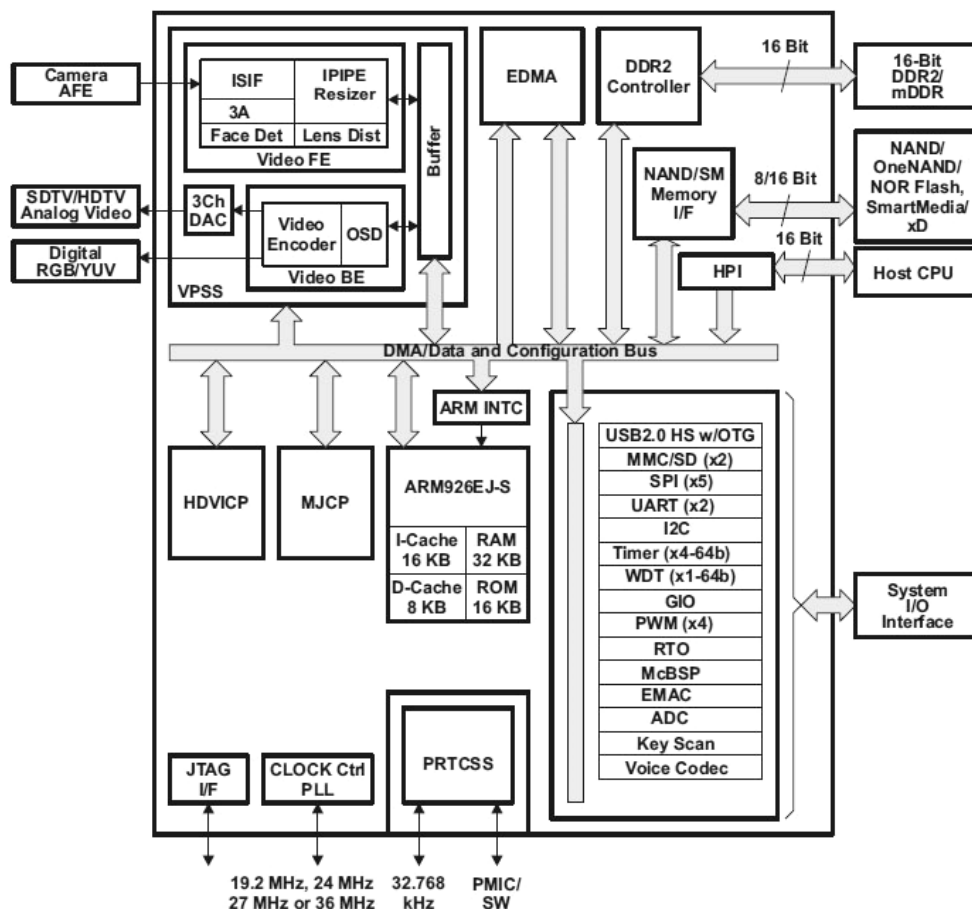 Camera
AFE
ISIF
3A
Face Det
IPIPE
Resizer
Lens Dist
Video FE
Buffer
SDTV/HDTV
Analog Video
3Ch
DAC
Video
Encoder
OSD
Video BE
Digital
RGB/YUV
VPSS
EDMA
DDR2
Controller
16 Bit
16-Bit
DDR2/
mDDR
NAND/SM
Memory
I/F
8/16 Bit
NAND/
OneNAND/
NOR Flash,
SmartMedia/
xD
HPI
16 Bit
Host CPU
DMA/Data and Configuration Bus
HDVICP
MJCP
ARM INTC
ARM926EJ-S
I-Cache
16 KB
RAM
32 KB
D-Cache
8 KB
ROM
16 KB
USB2.0 HS w/OTG
MMC/SD (x2)
SPI (x5)
UART (x2)
I2C
Timer (x4-64b)
WDT (x1-64b)
GIO
PWM (x4)
RTO
McBSP
EMAC
ADC
Key Scan
Voice Codec
System
I/O
Interface
JTAG
I/F
CLOCK Ctrl
PLL
PRTCSS
19.2 MHz, 24 MHz
27 MHz or 36 MHz
32.768
kHz
PMIC/
SW